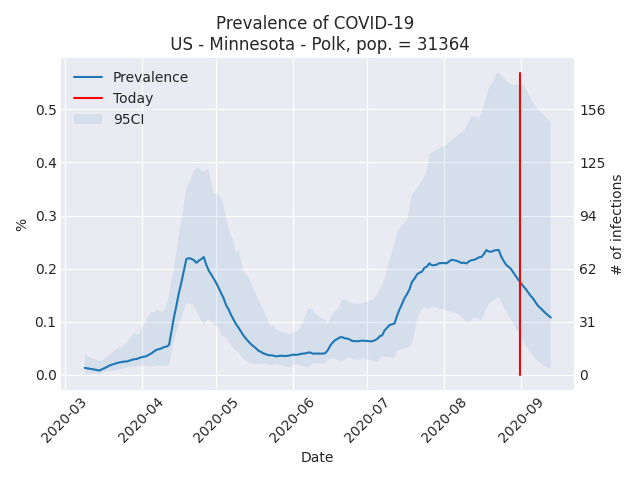 Prevalence of COVID-19
US - Minnesota - Polk, pop. = 31364
Prevalence
Today
95CI
0.5
0.4
0.3
0.2
0.1
0.0
%
156
125
94
62
31
0
# of infections
2020-03
2020-04
2020-05
2020-06
2020-07
2020-08
2020-09
Date